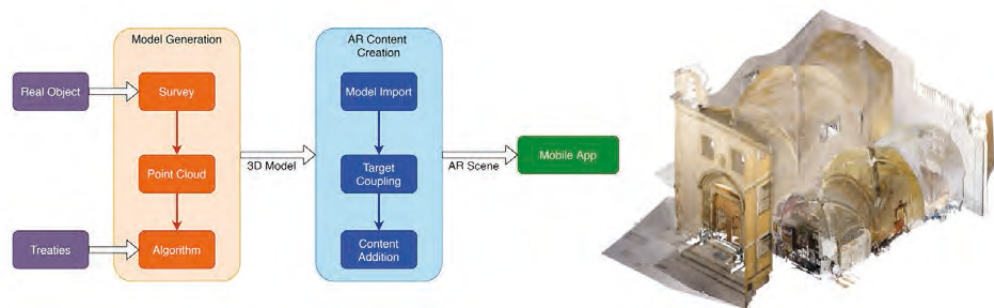 Model Generation
AR Content
Creation
Real Object
Survey
Model Import
Point Cloud
3D Model
Target
Coupling
AR Scene
Mobile App
Treaties
Algorithm
Content
Addition